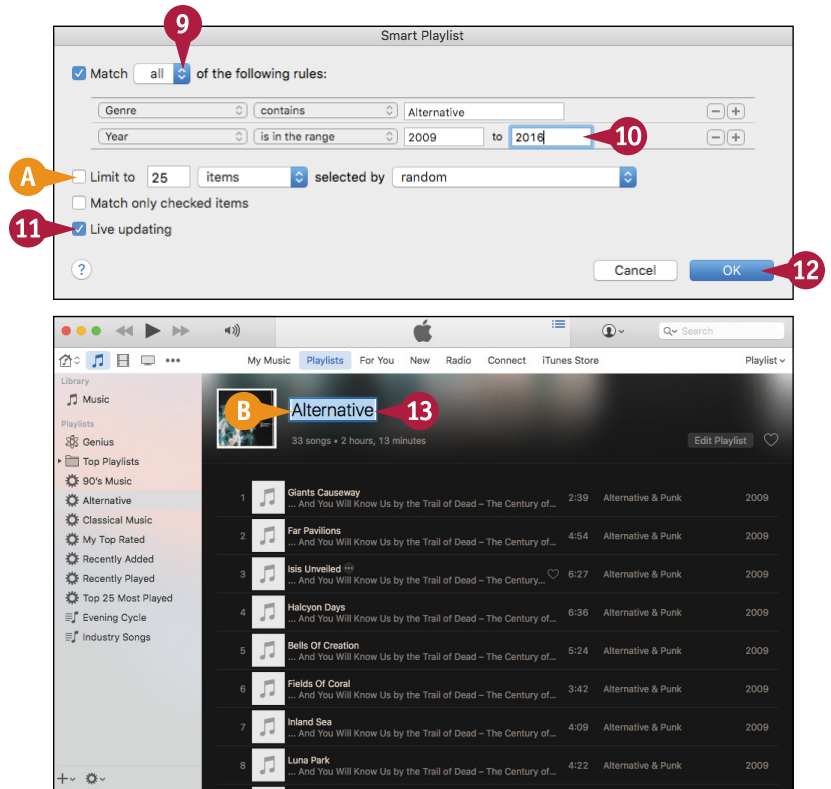 9
Smart Playlist
Match all of the following rules:
Genre contains Alternative
Year is in the range 2009 to 2016 10
A Limit to 25 items selected by random
Match only checked items
11 Live updating
? Cancel OK 12
Search
My Music Playlists For You New Radio Connect iTunes Store Playlist
Library
Music
Playlists
Genius
Top Playlists
90's Music
Alternative
Classical Music
My Top Rated
Recently Added
Recently Played
Top 25 Most Played
Evening Cycle
Industry Songs
B Alternative 13
33 songs • 2 hours, 13 minutes
Edit Playlist
1 Giants Causeway 2:39 Alternative & Punk 2009
... And You Will Know Us by the Trail of Dead – The Century of...
2 Far Pavilions 4:54 Alternative & Punk 2009
... And You Will Know Us by the Trail of Dead – The Century of...
3 Isis Unveiled ••• 6:27 Alternative & Punk 2009
... And You Will Know Us by the Trail of Dead – The Century...
4 Halcyon Days 6:36 Alternative & Punk 2009
... And You Will Know Us by the Trail of Dead – The Century of...
5 Bells Of Creation 5:24 Alternative & Punk 2009
... And You Will Know Us by the Trail of Dead – The Century of...
6 Fields Of Coral 3:42 Alternative & Punk 2009
... And You Will Know Us by the Trail of Dead – The Century of...
7 Inland Sea 4:09 Alternative & Punk 2009
... And You Will Know Us by the Trail of Dead – The Century of...
8 Luna Park 4:22 Alternative & Punk 2009
... And You Will Know Us by the Trail of Dead – The Century of...